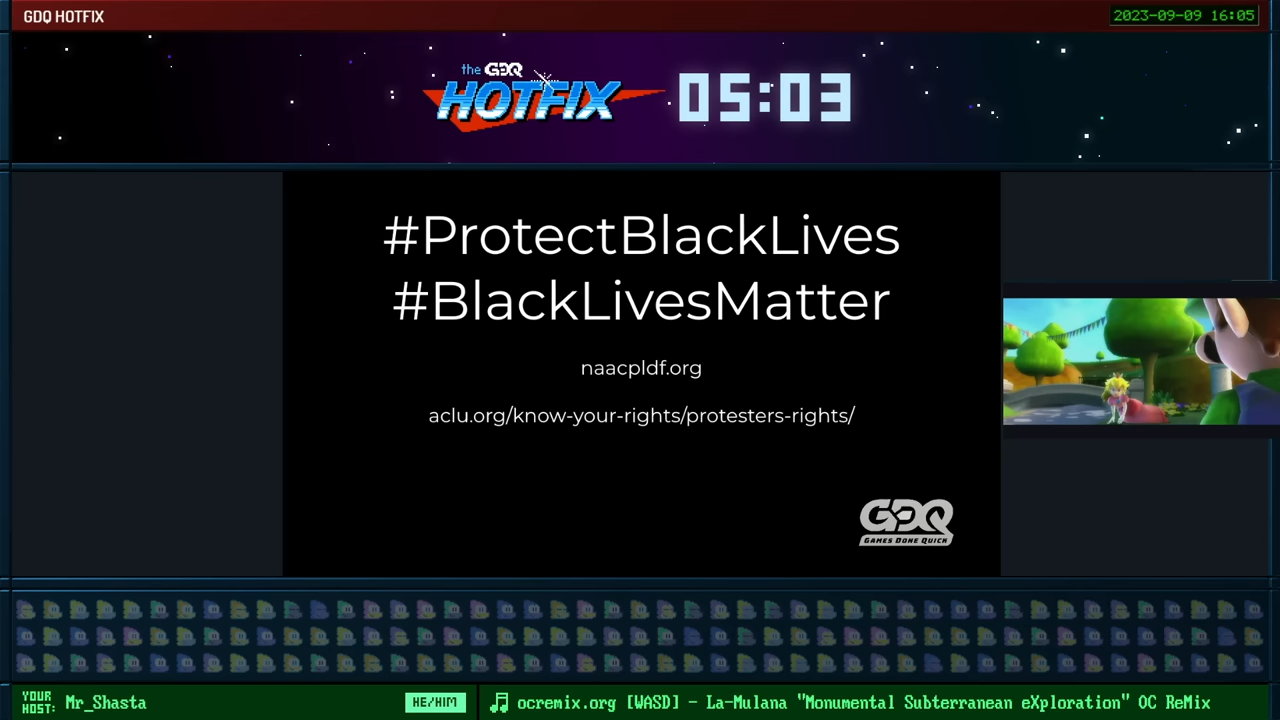 GDQ HOTFIX
2023-09-09 16:05
the GDQ
HOTFIX
05:03
#ProtectBlackLives
#BlackLivesMatter
naacpldf.org
aclu.org/know-your-rights/protesters-rights/
GDQ
GAMES DONE QUICK
YOUR
HOST:
Mr_Shasta
HE/HIM
ocremix.org [WASD] - La-Mulana "Monumental Subterranean eXploration" OC ReMix